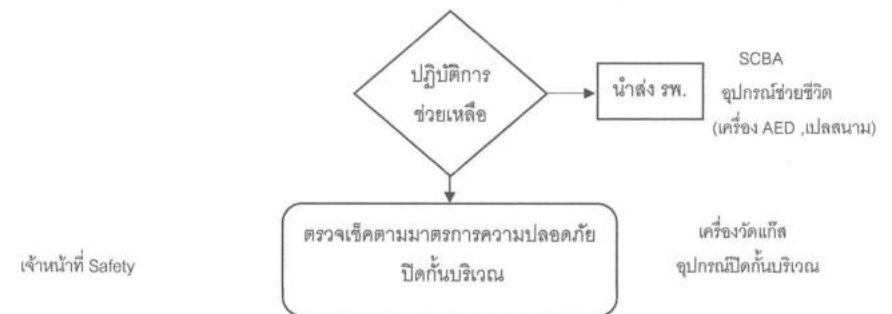 ปฏิบัติการ
ช่วยเหลือ
นำส่ง รพ.
SCBA
อุปกรณ์ช่วยชีวิต
(เครื่อง AED ,เปลสนาม)
เจ้าหน้าที่ Safety
ตรวจเช็คตามมาตรการความปลอดภัย
ปิดกั้นบริเวณ
เครื่องวัดแก๊ส
อุปกรณ์ปิดกั้นบริเวณ